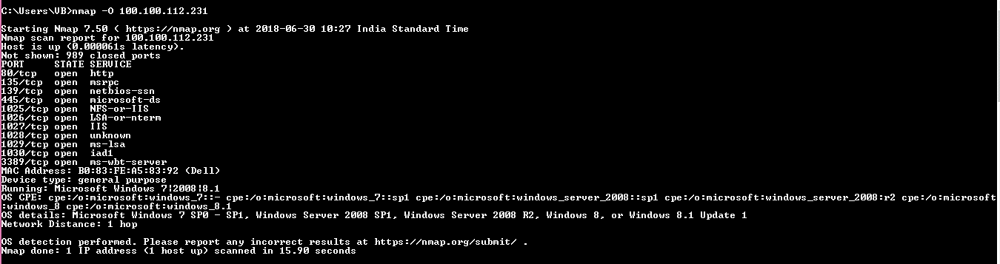 C:\Users\VB>nmap -O 100.100.112.231
Starting Nmap 7.50 ( https://nmap.org ) at 2018-06-30 10:27 India Standard Time
Nmap scan report for 100.100.112.231
Host is up (0.000061s latency).
Not shown: 989 closed ports
PORT     STATE SERVICE
80/tcp   open  http
135/tcp  open  msrpc
139/tcp  open  netbios-ssn
445/tcp  open  microsoft-ds
1025/tcp open  NFS-or-IIS
1026/tcp open  LSA-or-nterm
1027/tcp open  IIS
1028/tcp open  unknown
1029/tcp open  ms-lsa
1030/tcp open  iad1
3389/tcp open  ms-wbt-server
MAC Address: B0:83:FE:A5:83:92 (Dell)
Device type: general purpose
Running: Microsoft Windows 7|2008|8.1
OS CPE: cpe:/o:microsoft:windows_7::- cpe:/o:microsoft:windows_7::sp1 cpe:/o:microsoft:windows_server_2008::sp1 cpe:/o:microsoft:windows_server_2008:r2 cpe:/o:microsoft
:windows_8 cpe:/o:microsoft:windows_8.1
OS details: Microsoft Windows 7 SP0 - SP1, Windows Server 2008 SP1, Windows Server 2008 R2, Windows 8, or Windows 8.1 Update 1
Network Distance: 1 hop
OS detection performed. Please report any incorrect results at https://nmap.org/submit/ .
Nmap done: 1 IP address (1 host up) scanned in 15.90 seconds